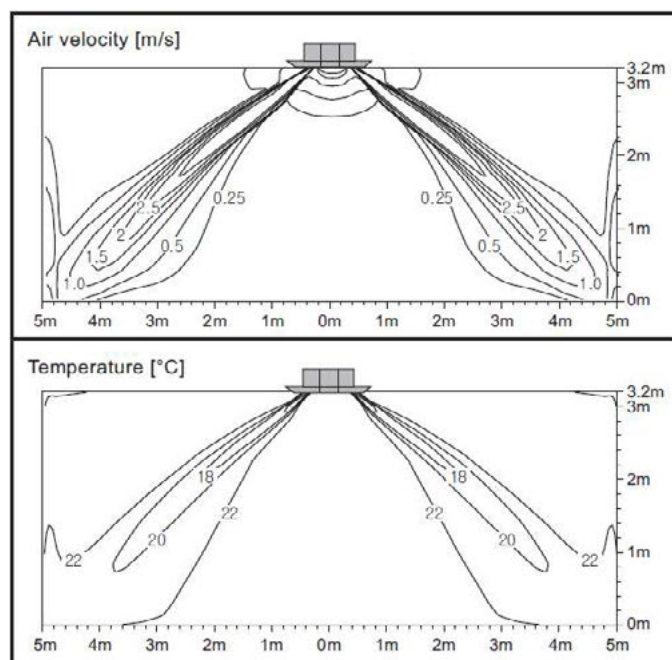 Air velocity [m/s]
3.2m
3m
2m
0.25 0.25
2.5 2.5
2 0.5 0.5 2
1m
1.5 1.5
1.0 1.0
0m
5m 4m 3m 2m 1m 0m 1m 2m 3m 4m 5m
Temperature [°C]
3.2m
3m
18 18
2m
22 22
20 20
22 22
1m
0m
5m 4m 3m 2m 1m 0m 1m 2m 3m 4m 5m